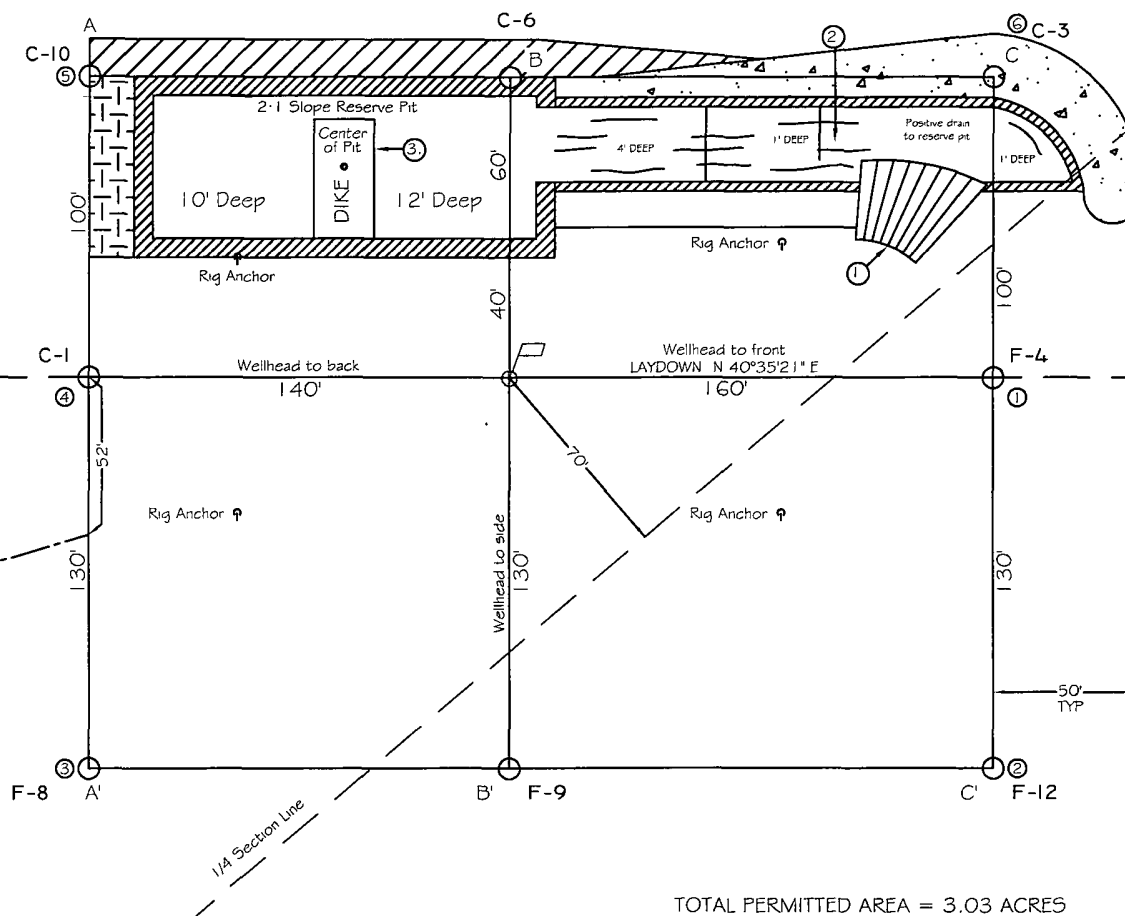 A
C-6
⑥ C-3
C-10
⑤
B
②
C
2:1 Slope Reserve Pit
Center
of Pit
③.
DIKE
10' Deep
12' Deep
60'
100'
4' DEEP
1' DEEP
Positive drain
to reserve pit
1' DEEP
Rig Anchor
Rig Anchor
①
40'
100'
C-1
④
Wellhead to back
140'
Wellhead to front
LAYDOWN N 40°35'21" E
160'
F-4
①
52'
70'
Rig Anchor
Rig Anchor
130'
Wellhead to side
130'
130'
50'
TYP
③
②
F-8
A'
B'
F-9
C'
F-12
1/4 Section Line
TOTAL PERMITTED AREA = 3.03 ACRES